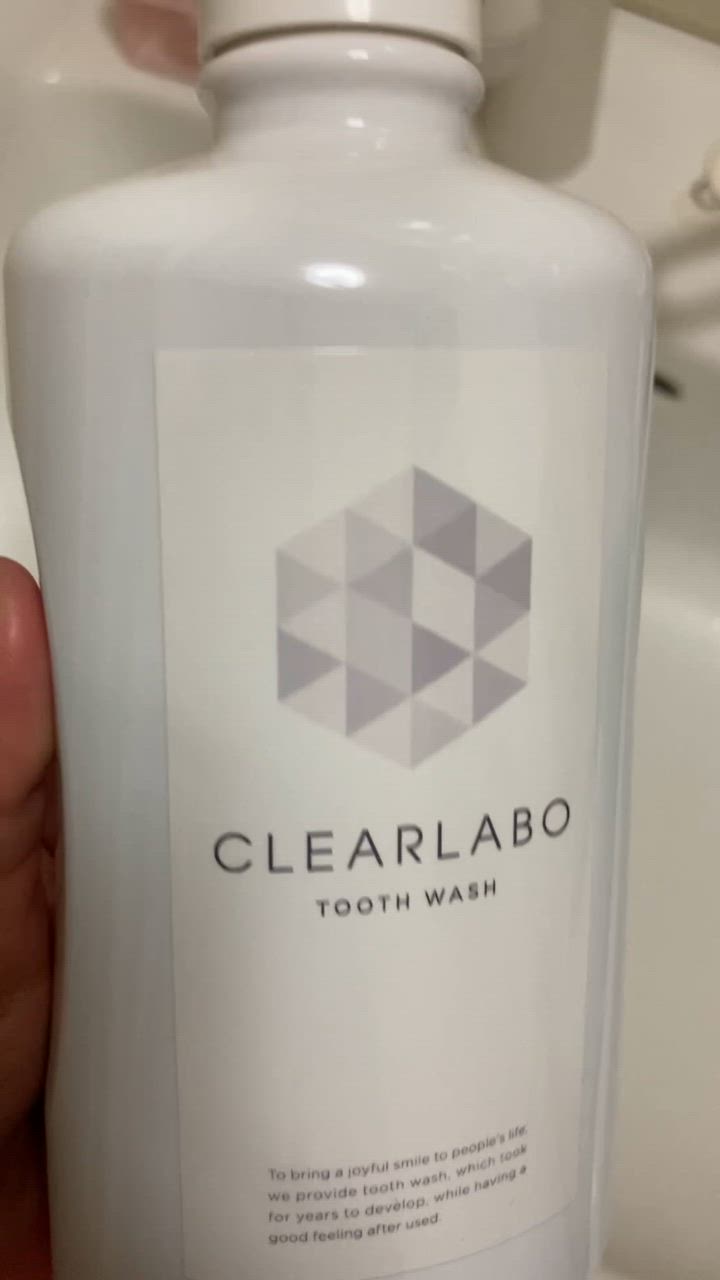 CLEARLABO
TOOTH WASH
To bring a joyful smile to people's life,
we provide tooth wash, which took
for years to develop, while having a
good feeling after used.